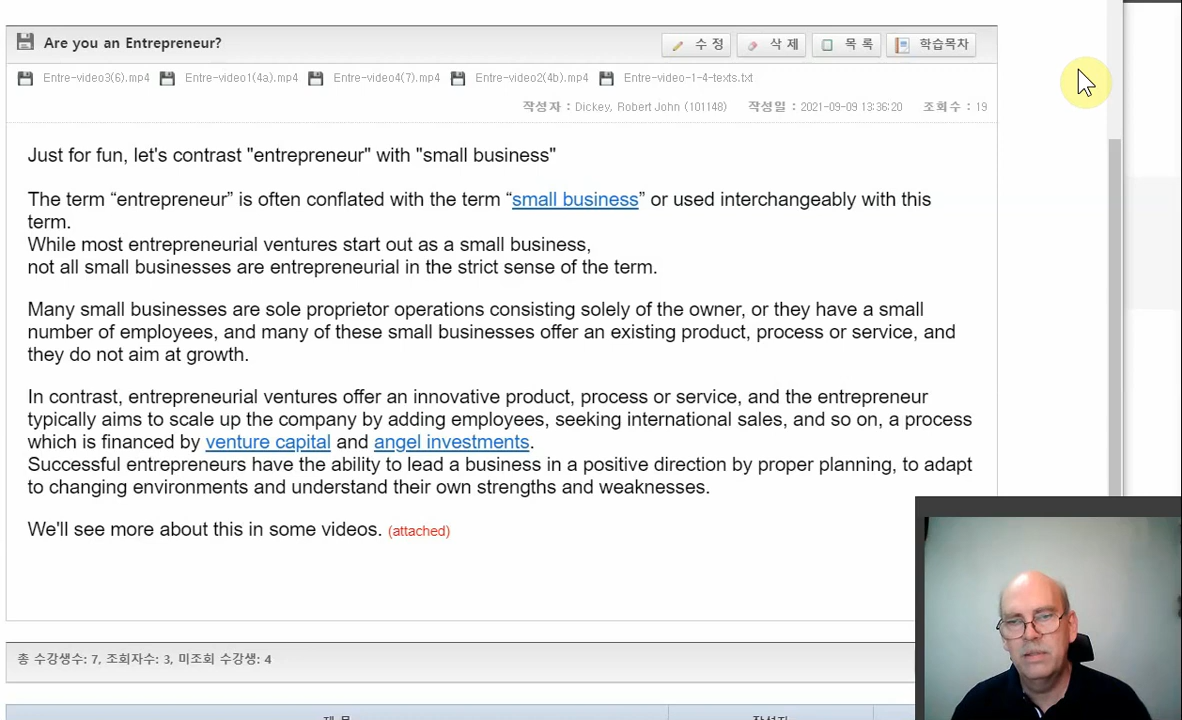 Are you an Entrepreneur?
수 정
삭 제
목 록
학습목차
Entre-video3(6).mp4 Entre-video1(4a).mp4 Entre-video4(7).mp4 Entre-video2(4b).mp4 Entre-video-1-4-texts.txt
작성자 : Dickey, Robert John (101148) 작성일 : 2021-09-09 13:36:20 조회수 : 19
Just for fun, let's contrast "entrepreneur" with "small business"
The term “entrepreneur” is often conflated with the term “small business” or used interchangeably with this
term.
While most entrepreneurial ventures start out as a small business,
not all small businesses are entrepreneurial in the strict sense of the term.
Many small businesses are sole proprietor operations consisting solely of the owner, or they have a small
number of employees, and many of these small businesses offer an existing product, process or service, and
they do not aim at growth.
In contrast, entrepreneurial ventures offer an innovative product, process or service, and the entrepreneur
typically aims to scale up the company by adding employees, seeking international sales, and so on, a process
which is financed by venture capital and angel investments.
Successful entrepreneurs have the ability to lead a business in a positive direction by proper planning, to adapt
to changing environments and understand their own strengths and weaknesses.
We'll see more about this in some videos. (attached)
총 수강생수: 7, 조회자수: 3, 미조회 수강생: 4
제 목 작성자